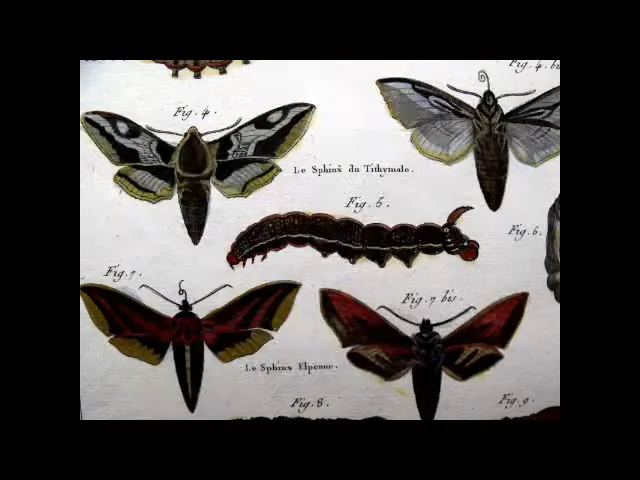 Fig. 4. bis
Fig. 4.
Le Sphinx du Tithymale.
Fig. 5.
Fig. 6.
Fig. 7.
Fig. 7 bis.
Le Sphinx Elpenor.
Fig. 8.
Fig. 9.